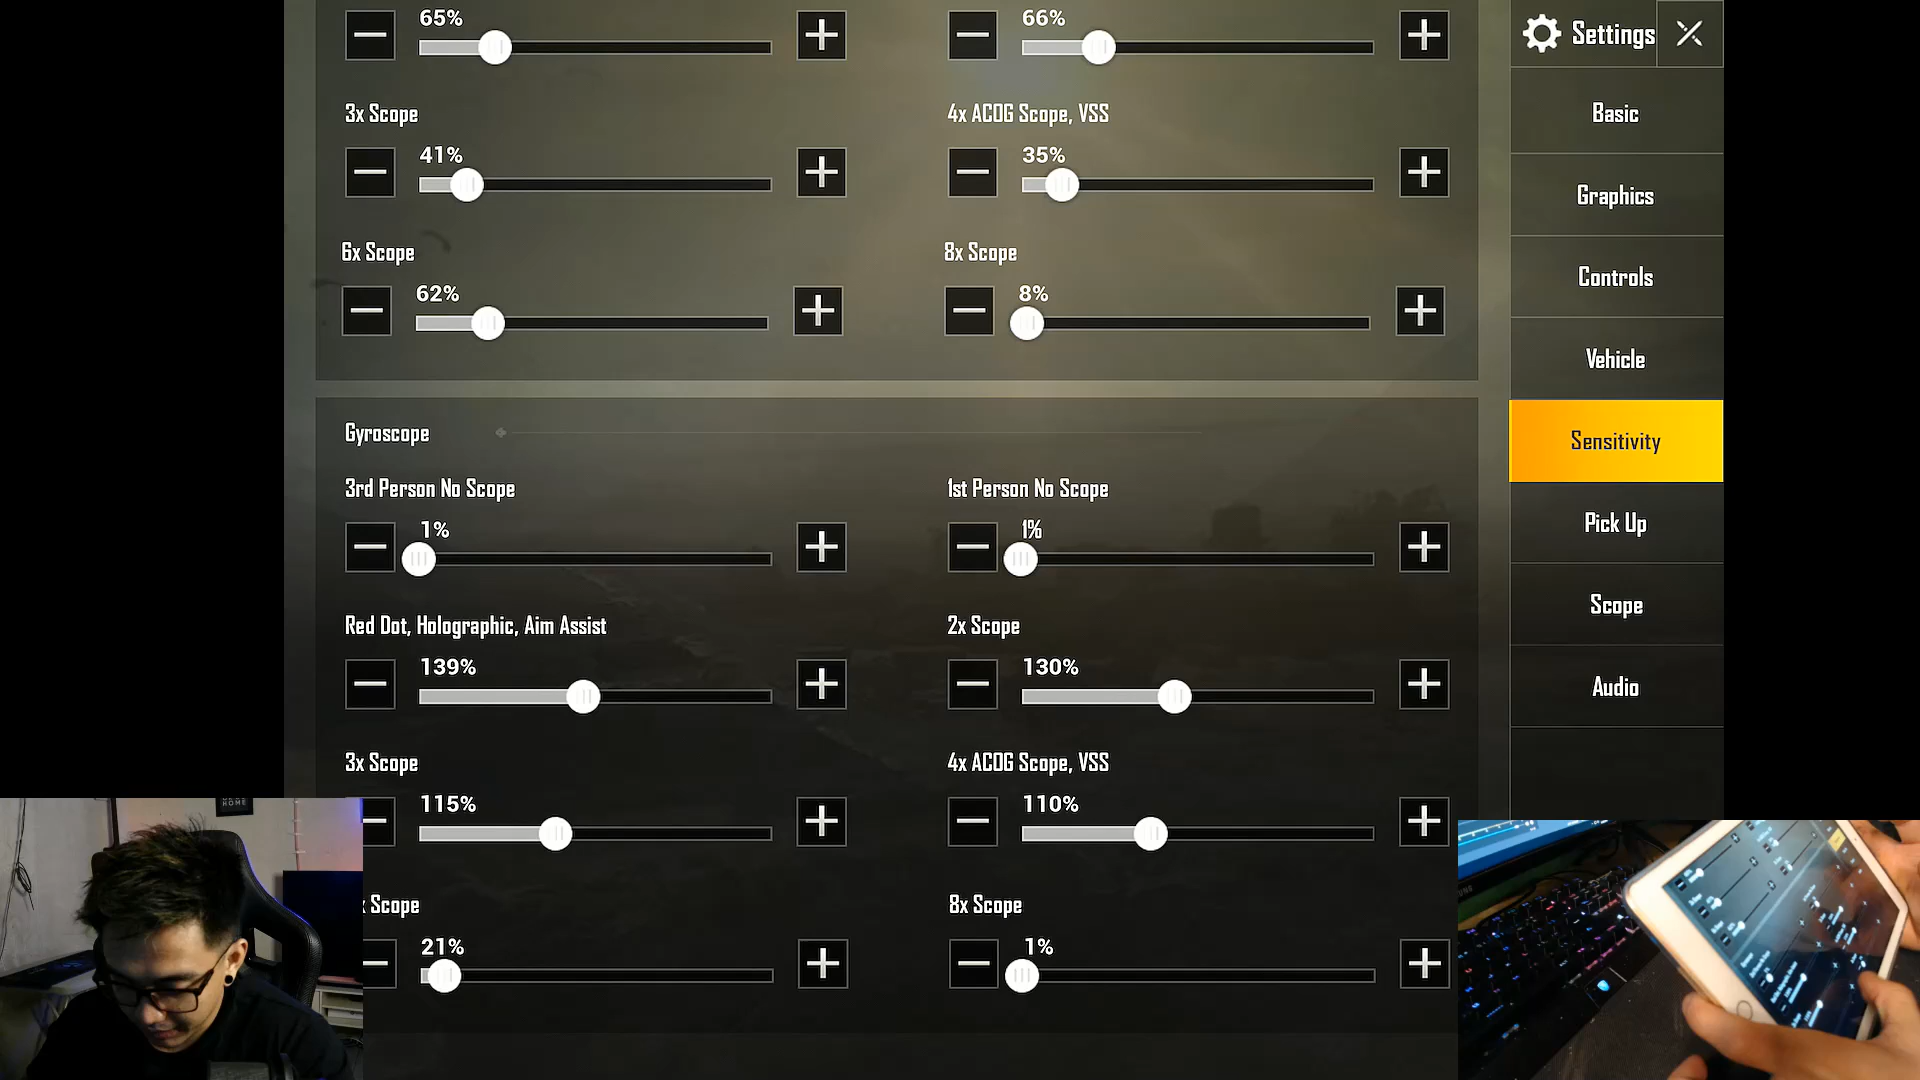 65%
66%
Settings
3x Scope
4x ACOG Scope, VSS
Basic
41%
35%
Graphics
6x Scope
8x Scope
Controls
62%
8%
Vehicle
Gyroscope
Sensitivity
3rd Person No Scope
1st Person No Scope
1%
1%
Pick Up
Red Dot, Holographic, Aim Assist
2x Scope
Scope
139%
130%
Audio
3x Scope
4x ACOG Scope, VSS
115%
110%
HOME
Scope
8x Scope
21%
1%